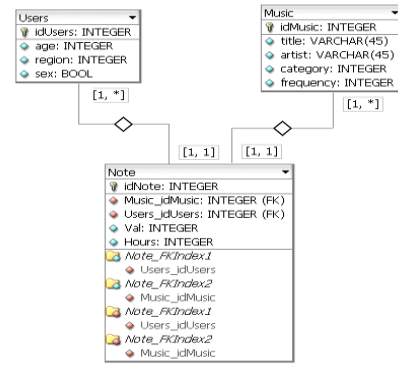 Users
idUsers: INTEGER
age: INTEGER
region: INTEGER
sex: BOOL
Music
idMusic: INTEGER
title: VARCHAR(45)
artist: VARCHAR(45)
category: INTEGER
frequency: INTEGER
[1, *]
[1, *]
[1, 1]
[1, 1]
Note
idNote: INTEGER
Music_idMusic: INTEGER (FK)
Users_idUsers: INTEGER (FK)
Val: INTEGER
Hours: INTEGER
Note_FKIndex1
Users_idUsers
Note_FKIndex2
Music_idMusic
Note_FKIndex1
Users_idUsers
Note_FKIndex2
Music_idMusic